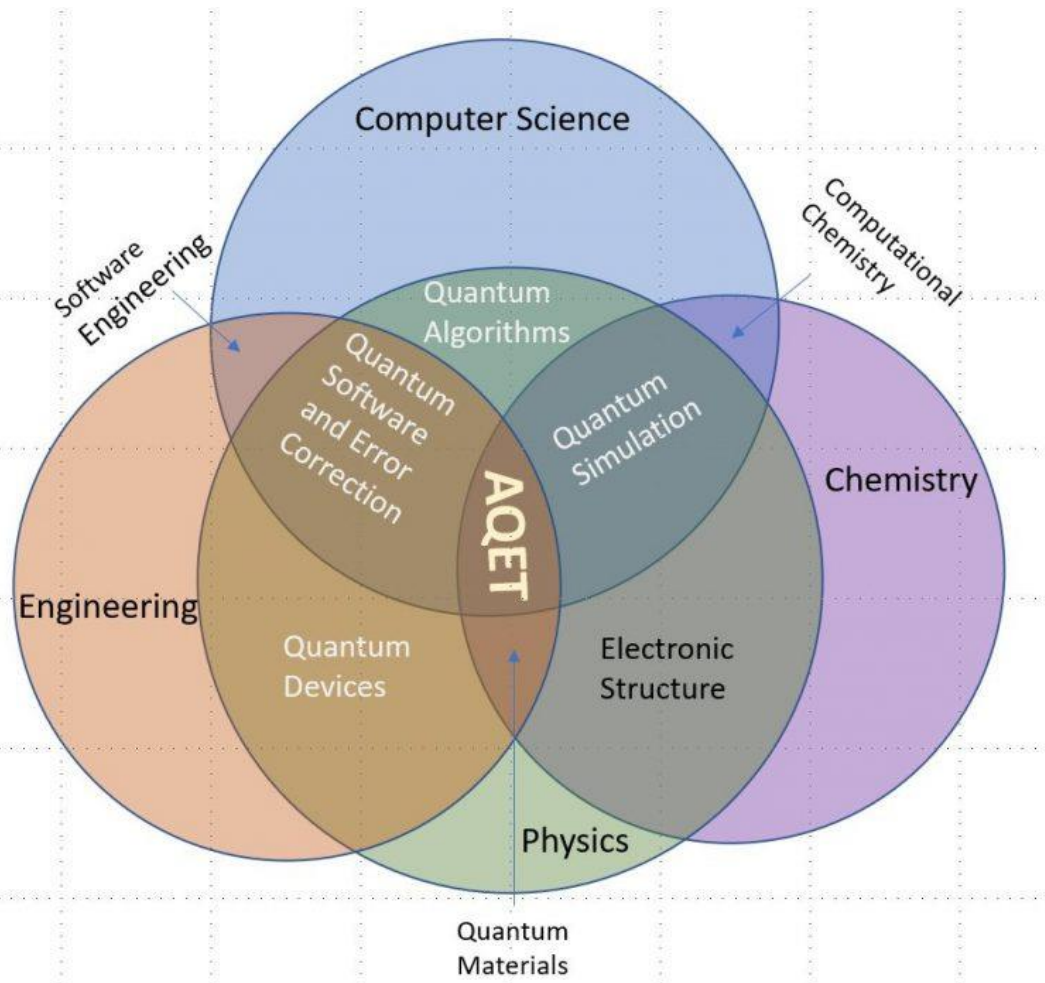 Computer Science
Software
Engineering
Computational
Chemistry
Quantum
Algorithms
Quantum
Software
and Error
Correction
Quantum
Simulation
AQET
Chemistry
Engineering
Quantum
Devices
Electronic
Structure
Physics
Quantum
Materials